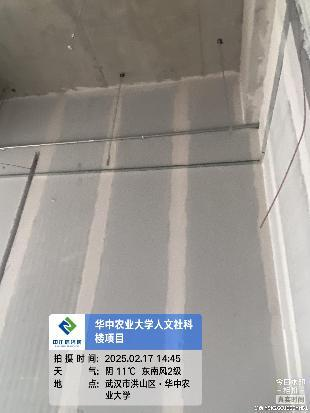 华中农业大学人文社科
楼项目
拍摄时间: 2025.02.17 14:45
天 气: 阴 11℃ 东南风2级
地 点: 武汉市洪山区·华中农
业大学
今日水印
相机
真实时间